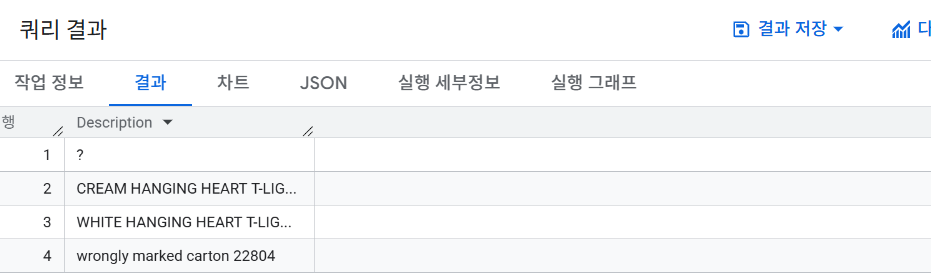 쿼리 결과
결과 저장 디
작업 정보 결과 차트 JSON 실행 세부정보 실행 그래프
행 Description
1 ?
2 CREAM HANGING HEART T-LIG...
3 WHITE HANGING HEART T-LIG...
4 wrongly marked carton 22804